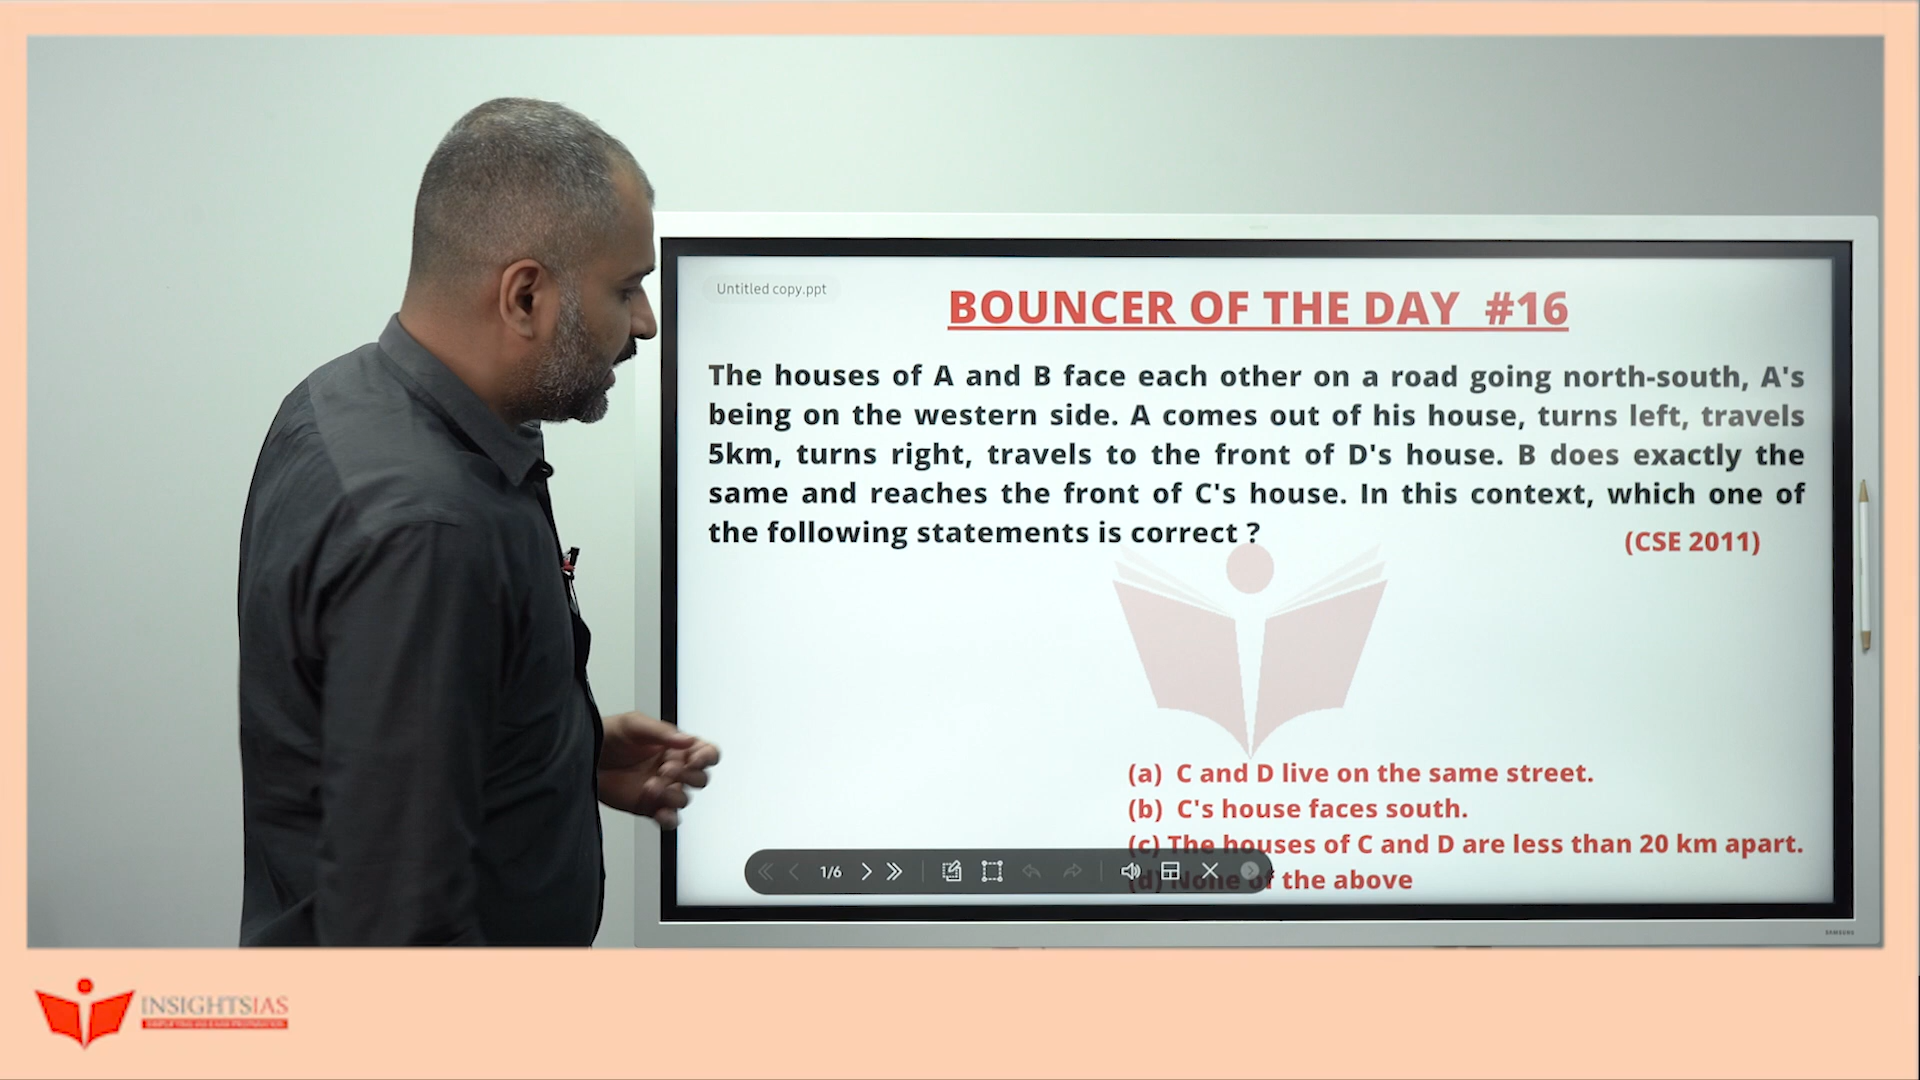 Untitled copy.ppt
BOUNCER OF THE DAY #16
The houses of A and B face each other on a road going north-south, A's
being on the western side. A comes out of his house, turns left, travels
5km, turns right, travels to the front of D's house. B does exactly the
same and reaches the front of C's house. In this context, which one of
the following statements is correct ?
(CSE 2011)
(a) C and D live on the same street.
(b) C's house faces south.
(c) The houses of C and D are less than 20 km apart.
(d) None of the above
1/6
SAMSUNG
INSIGHTSIAS